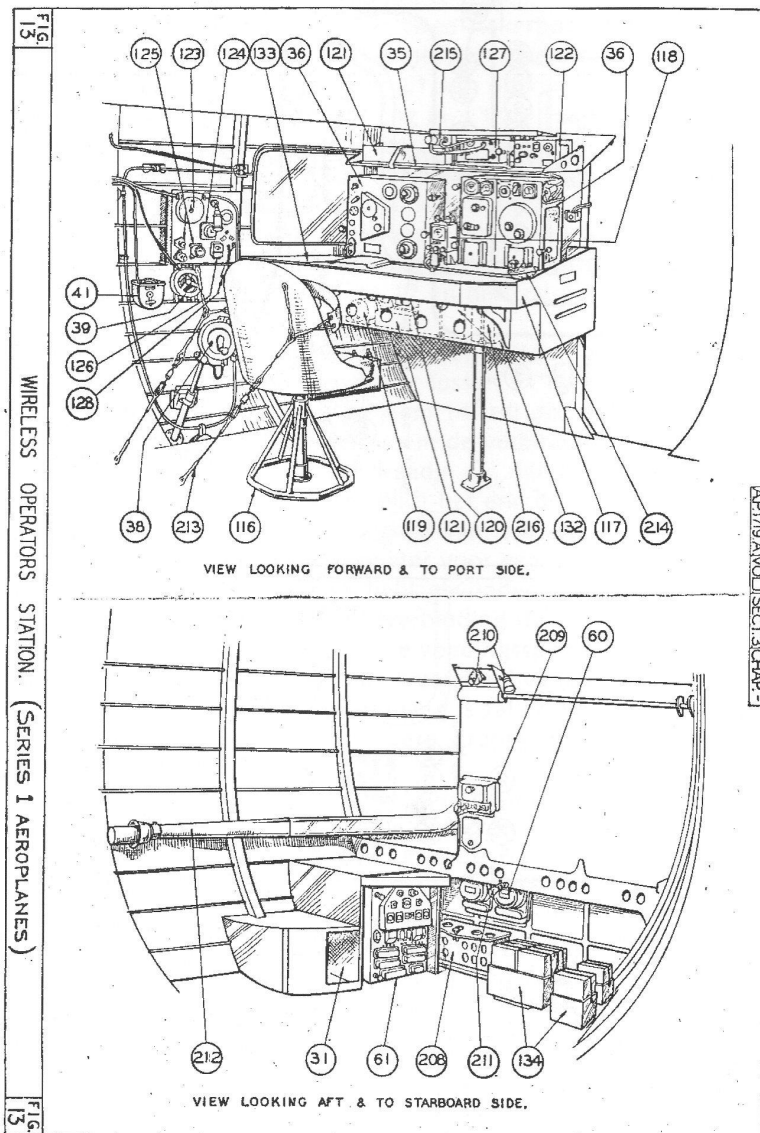 FIG. 13
125 123 124 133 36 121 35 215 127 122 36 118
41
39
126
128
38 213 116 119 121 120 216 132 117 214
VIEW LOOKING FORWARD & TO PORT SIDE.
210 209 60
212 31 61 208 211 134
VIEW LOOKING AFT & TO STARBOARD SIDE.
WIRELESS OPERATORS STATION. (SERIES 1 AEROPLANES)
FIG. 13
A.P.1719A,VOL.I,SECT.3,CHAP.-